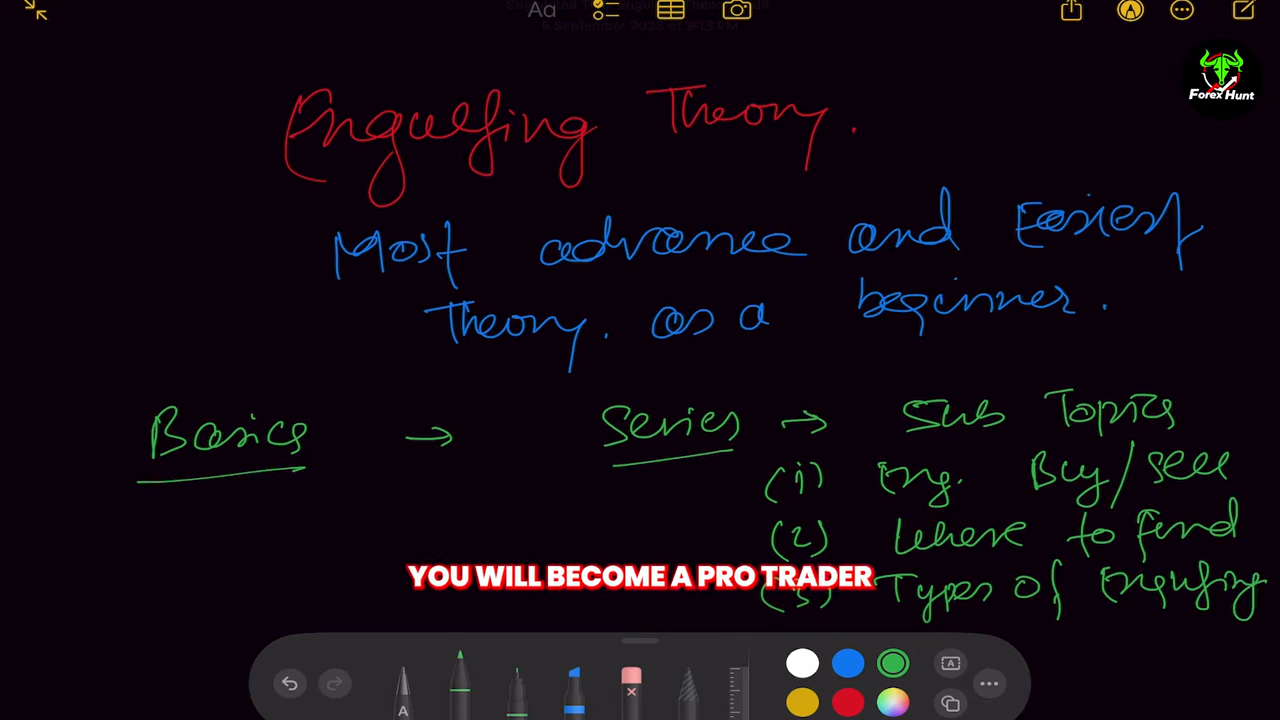 Aa
Forex Hunt
Engulfing Theory.
Most advance and Easiest
Theory. as a beginner.
Basics → Series → Sub Topics
(1) Eng. Buy/Sell
(2) Where to Find
(3) Types of Engulfing
YOU WILL BECOME A PRO TRADER
A